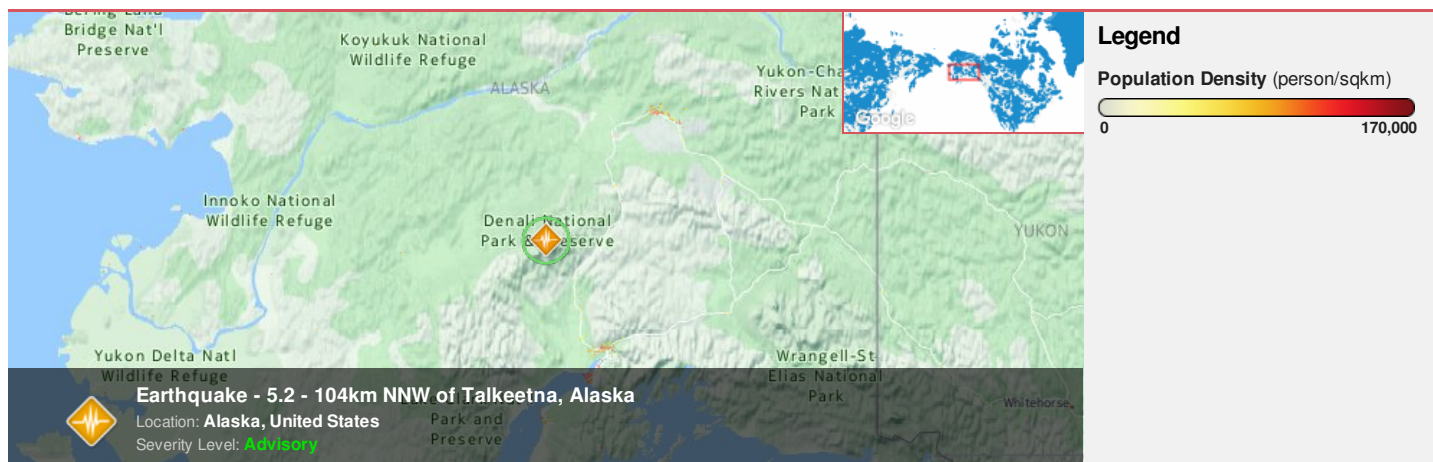 Bering Land
Bridge Nat'l
Preserve
Koyukuk National
Wildlife Refuge
ALASKA
Yukon-Cha
Rivers Nat
Park
Google
Innoko National
Wildlife Refuge
Denali National
Park & Preserve
YUKON
Yukon Delta Natl
Wildlife Refuge
Wrangell-St
Elias National
Park
Park and
Preserve
Whitehorse
Earthquake - 5.2 - 104km NNW of Talkeetna, Alaska
Location: Alaska, United States
Severity Level: Advisory
Legend
Population Density (person/sqkm)
0 170,000